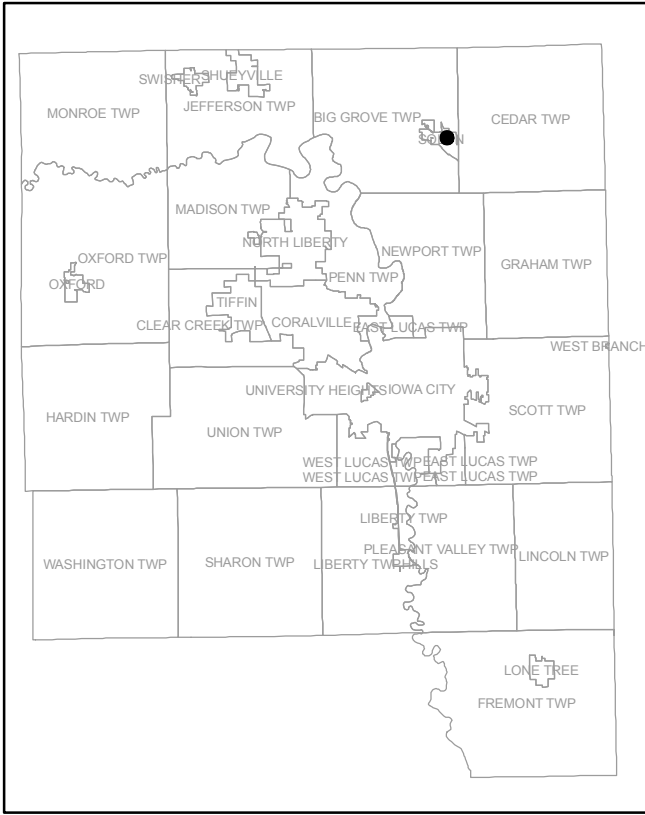 SHUEYVILLE
SWISHER
JEFFERSON TWP
MONROE TWP
BIG GROVE TWP
CEDAR TWP
SOLON
MADISON TWP
NORTH LIBERTY
OXFORD TWP
NEWPORT TWP
GRAHAM TWP
PENN TWP
OXFORD
TIFFIN
CLEAR CREEK TWP
CORALVILLE
EAST LUCAS TWP
WEST BRANCH
UNIVERSITY HEIGHTS
IOWA CITY
HARDIN TWP
SCOTT TWP
UNION TWP
WEST LUCAS TWP
EAST LUCAS TWP
WEST LUCAS TWP
EAST LUCAS TWP
LIBERTY TWP
PLEASANT VALLEY TWP
WASHINGTON TWP
SHARON TWP
LIBERTY TWP
HILLS
LINCOLN TWP
LONE TREE
FREMONT TWP